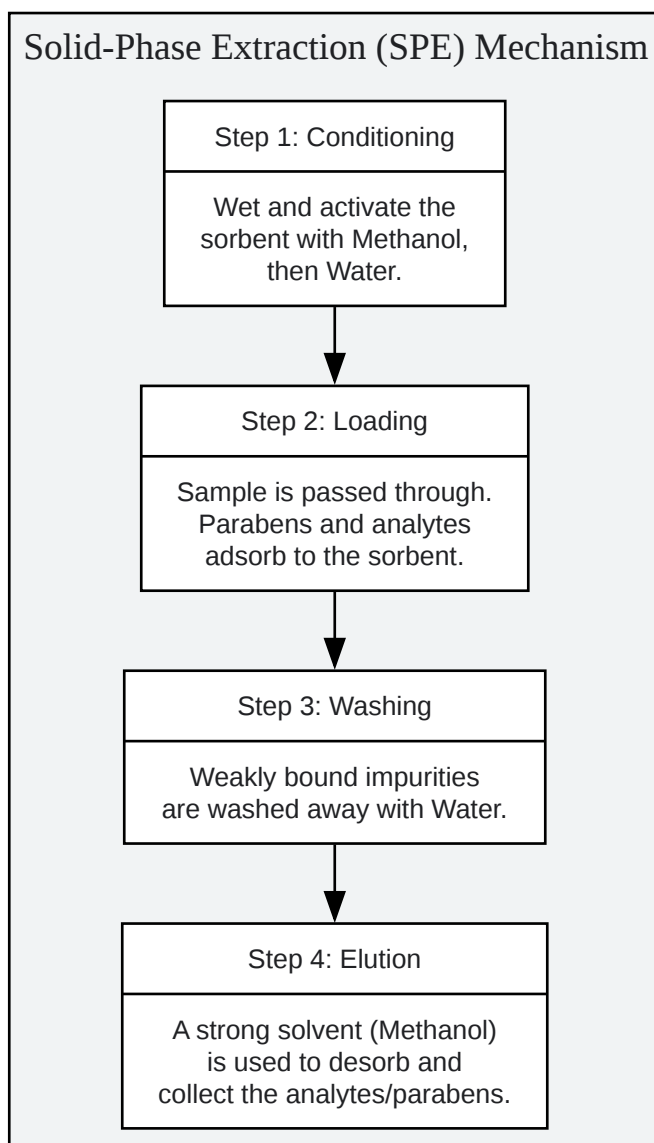 Solid-Phase Extraction (SPE) Mechanism
Step 1: Conditioning
Wet and activate the
sorbent with Methanol,
then Water.
Step 2: Loading
Sample is passed through.
Parabens and analytes
adsorb to the sorbent.
Step 3: Washing
Weakly bound impurities
are washed away with Water.
Step 4: Elution
A strong solvent (Methanol)
is used to desorb and
collect the analytes/parabens.